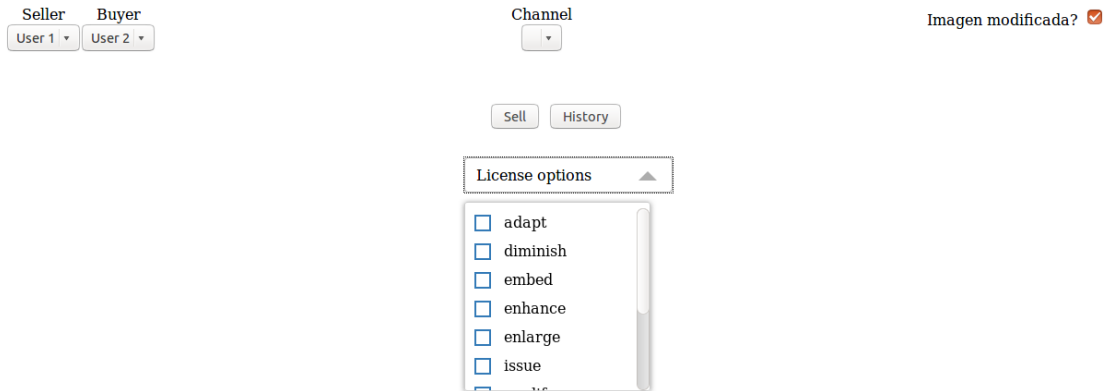 Seller Buyer Channel Imagen modificada?
User 1 User 2
Sell History
License options
adapt
diminish
embed
enhance
enlarge
issue